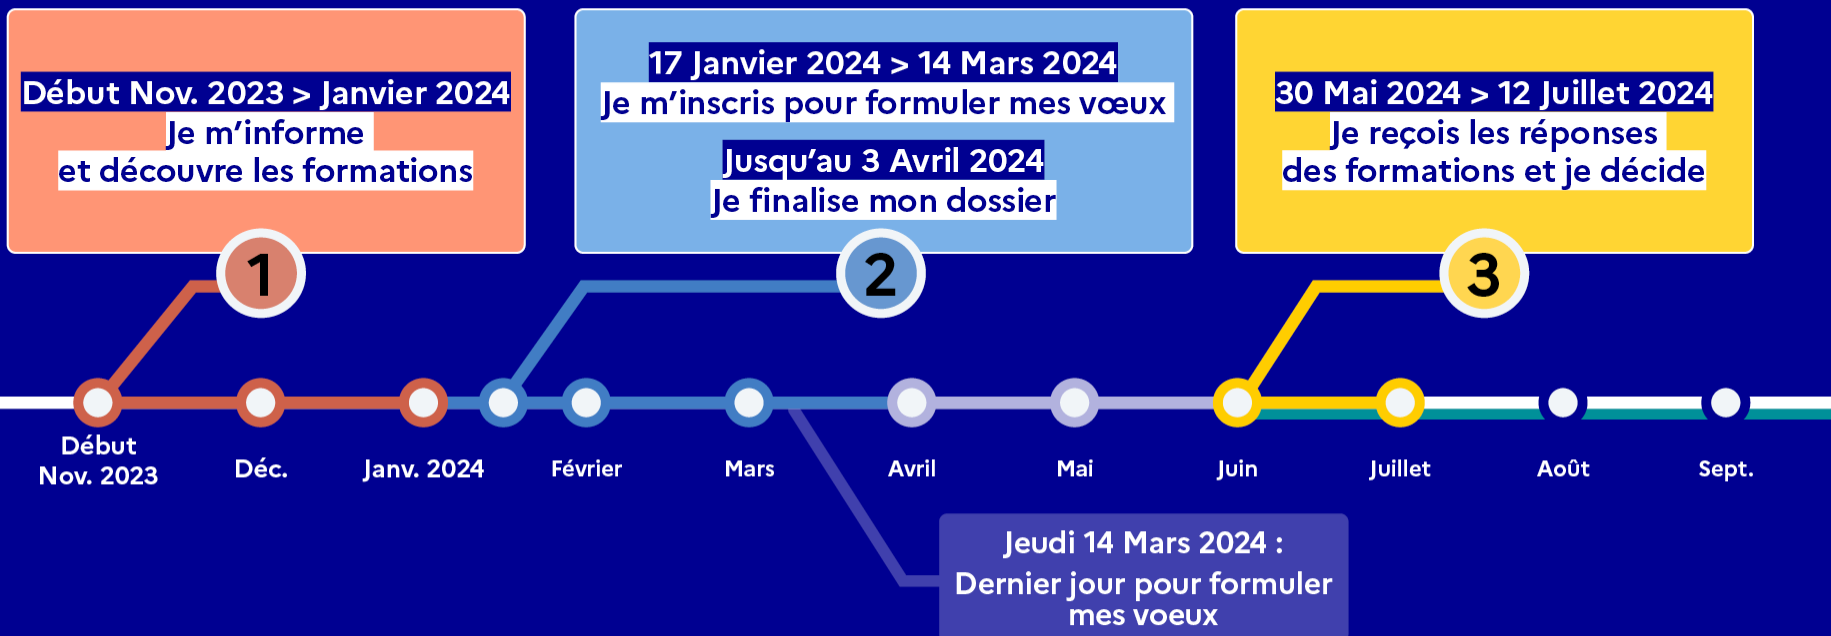 Début Nov. 2023 > Janvier 2024
Je m’informe
et découvre les formations
1
17 Janvier 2024 > 14 Mars 2024
Je m’inscris pour formuler mes vœux
Jusqu’au 3 Avril 2024
Je finalise mon dossier
2
30 Mai 2024 > 12 Juillet 2024
Je reçois les réponses
des formations et je décide
3
Début
Nov. 2023
Déc.
Janv. 2024
Février
Mars
Avril
Mai
Juin
Juillet
Août
Sept.
Jeudi 14 Mars 2024 :
Dernier jour pour formuler
mes voeux